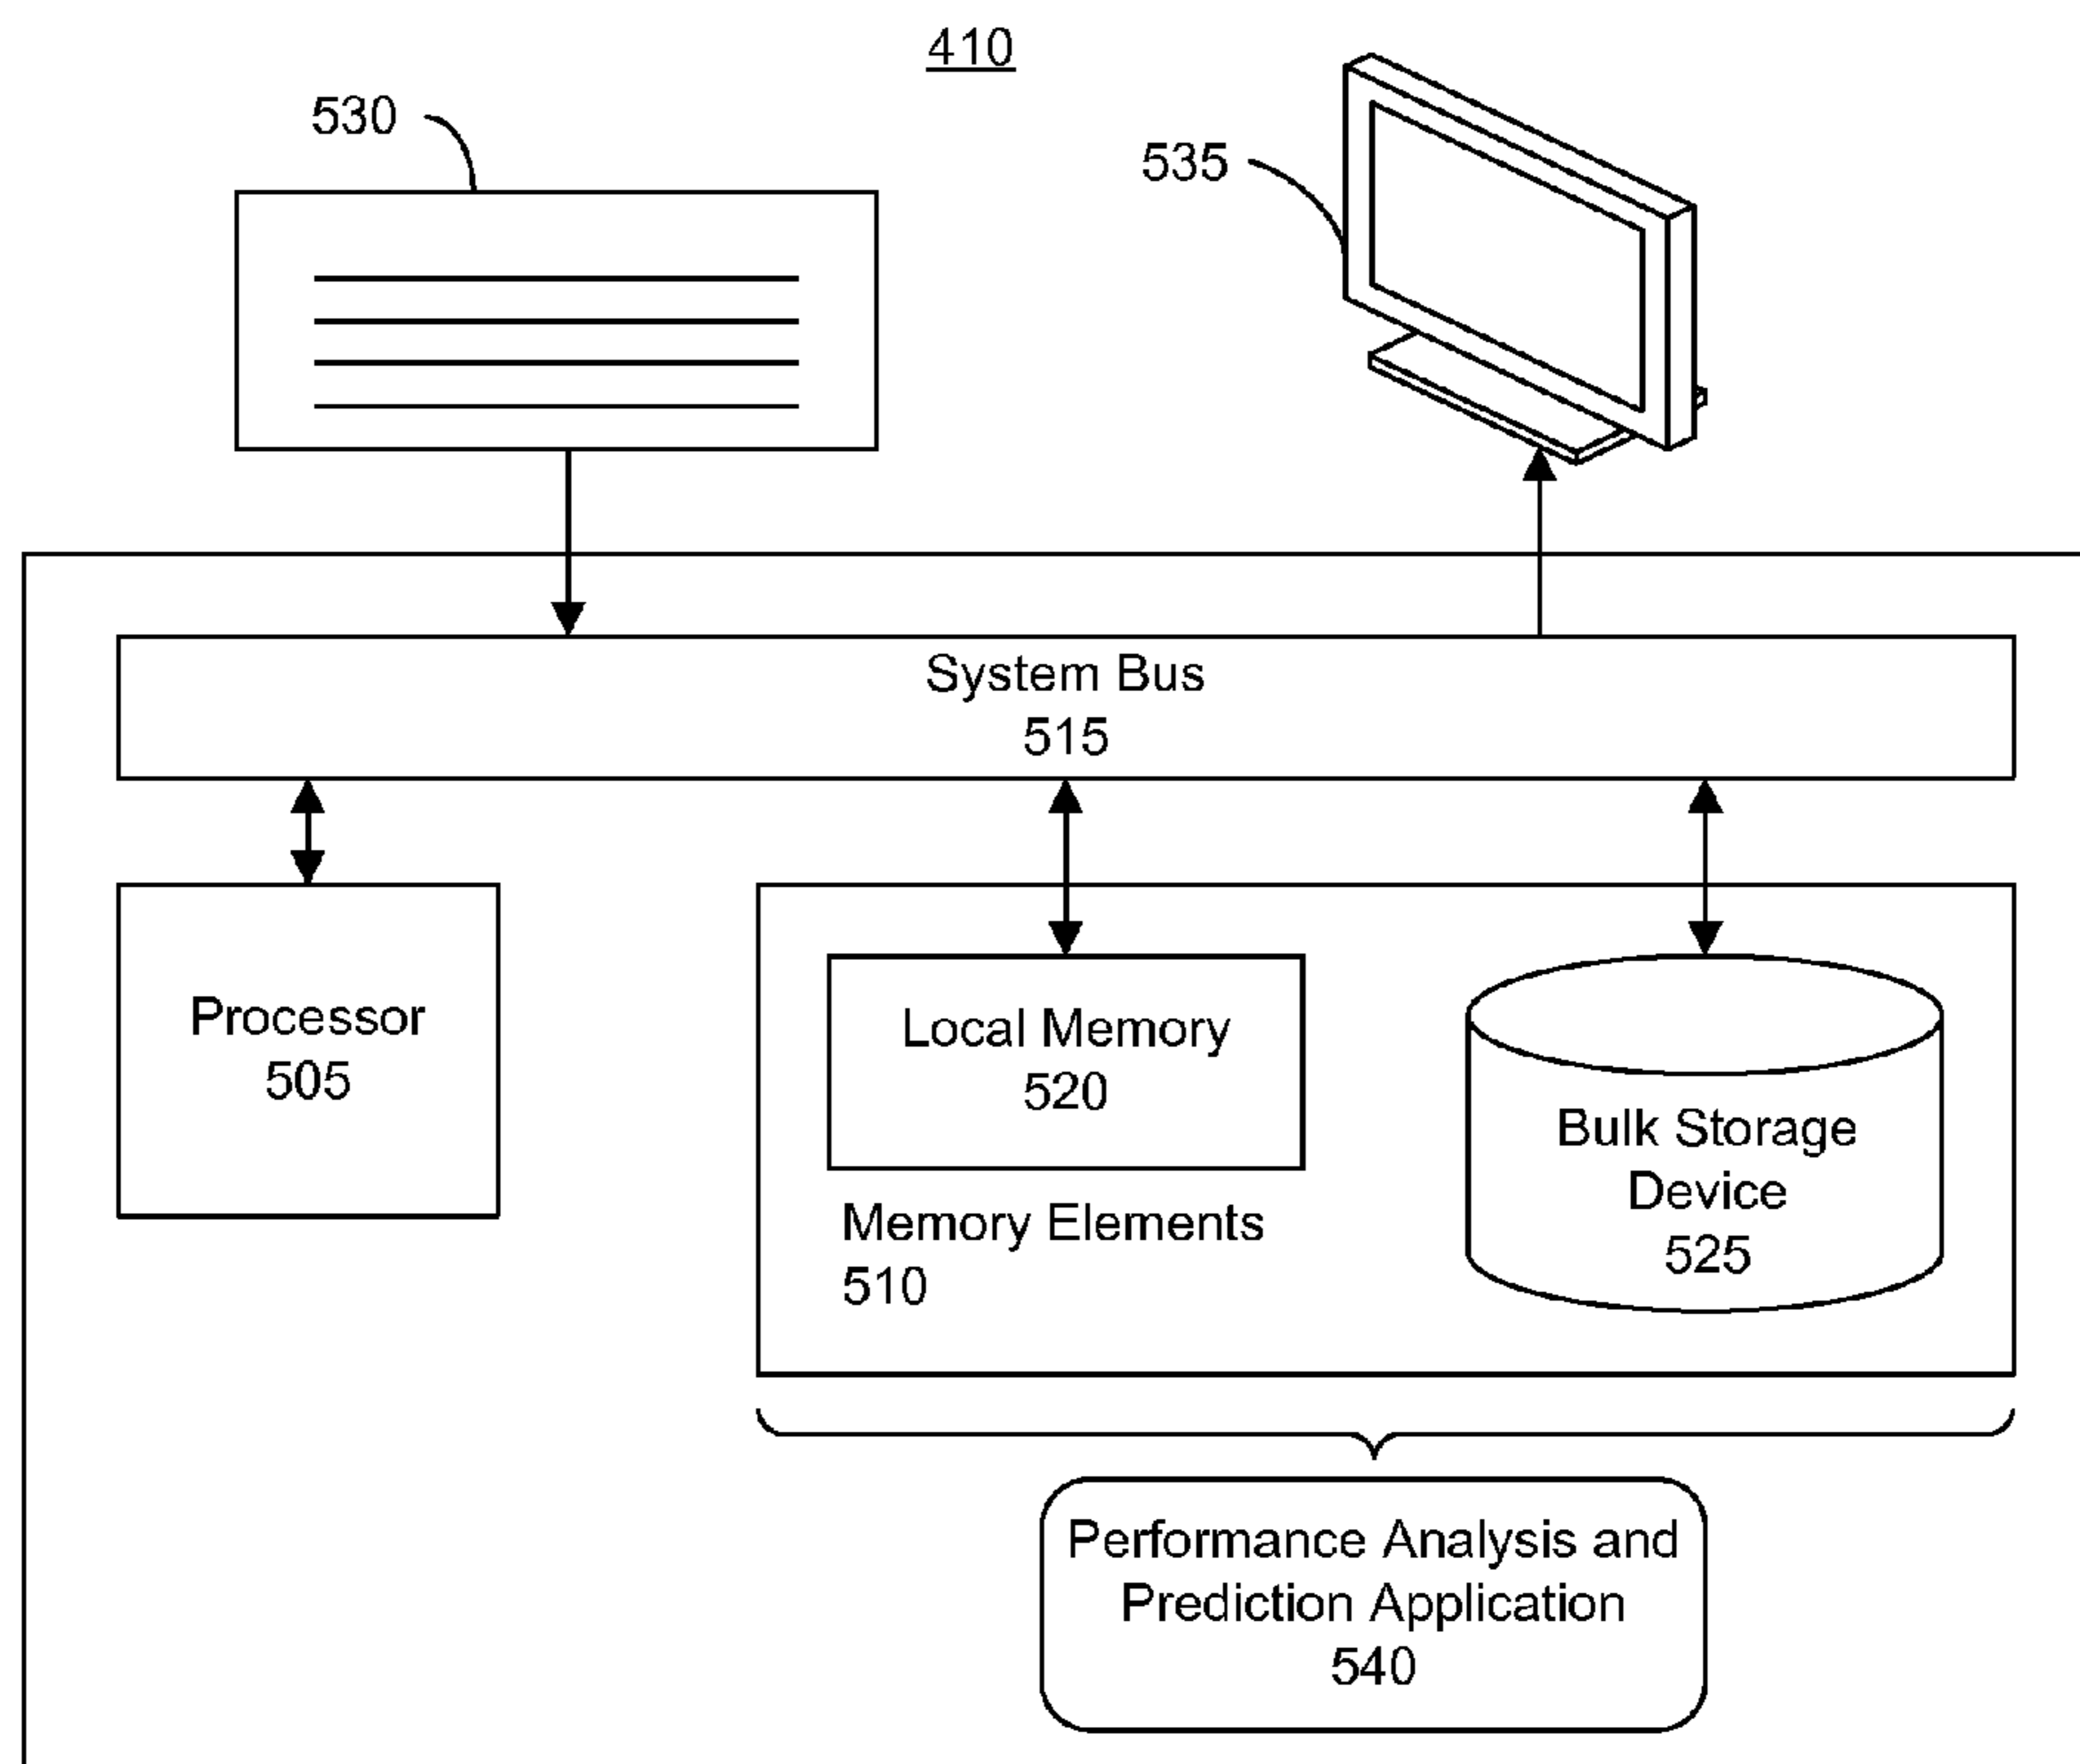 410
530
535
System Bus
515
Processor
505
Local Memory
520
Memory Elements
510
Bulk Storage
Device
525
Performance Analysis and
Prediction Application
540